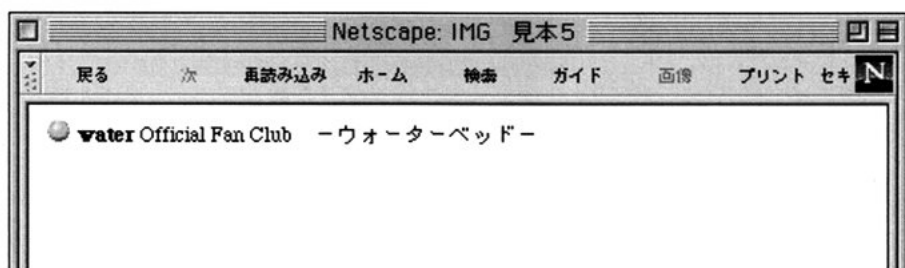 Netscape: IMG 見本5
戻る 次 再読み込み ホーム 検索 ガイド 画像 プリント セキ N
water Official Fan Club －ウォーターベッド－